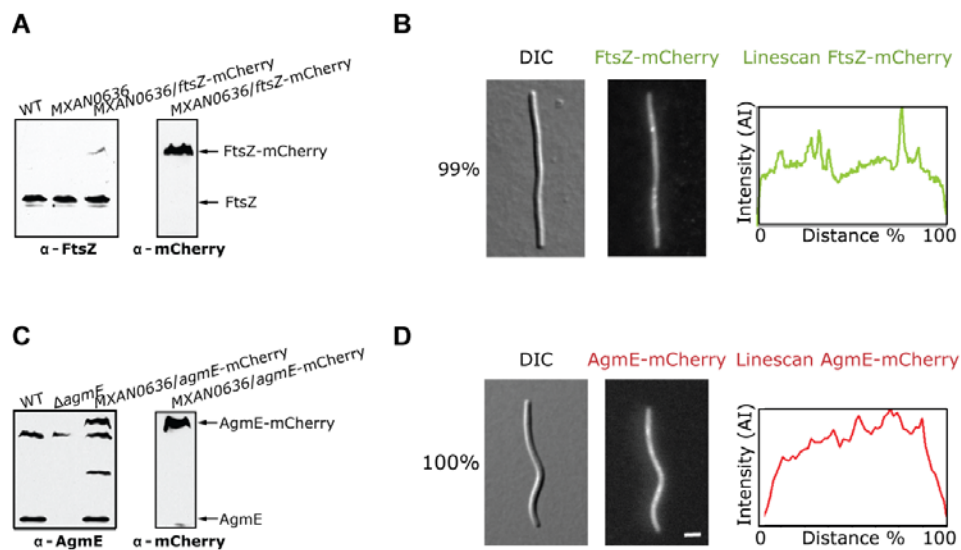 A
WT
MXAN0636
MXAN0636/ftsZ-mCherry
MXAN0636/ftsZ-mCherry
FtsZ-mCherry
FtsZ
α-FtsZ
α-mCherry
B
DIC
FtsZ-mCherry
Linescan FtsZ-mCherry
99%
Intensity (AI)
0
Distance %
100
C
WT
ΔagmE
MXAN0636/agmE-mCherry
MXAN0636/agmE-mCherry
AgmE-mCherry
AgmE
α-AgmE
α-mCherry
D
DIC
AgmE-mCherry
Linescan AgmE-mCherry
100%
Intensity (AI)
0
Distance %
100